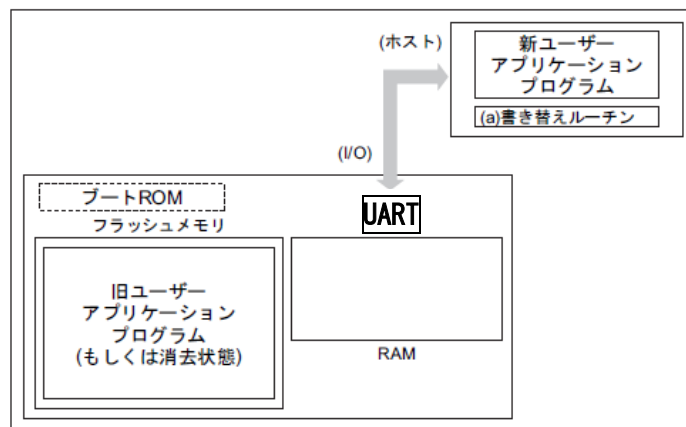 (ホスト)
新ユーザー
アプリケーション
プログラム
(a)書き替えルーチン
(I/O)
ブートROM
UART
フラッシュメモリ
旧ユーザー
アプリケーション
プログラム
(もしくは消去状態)
RAM